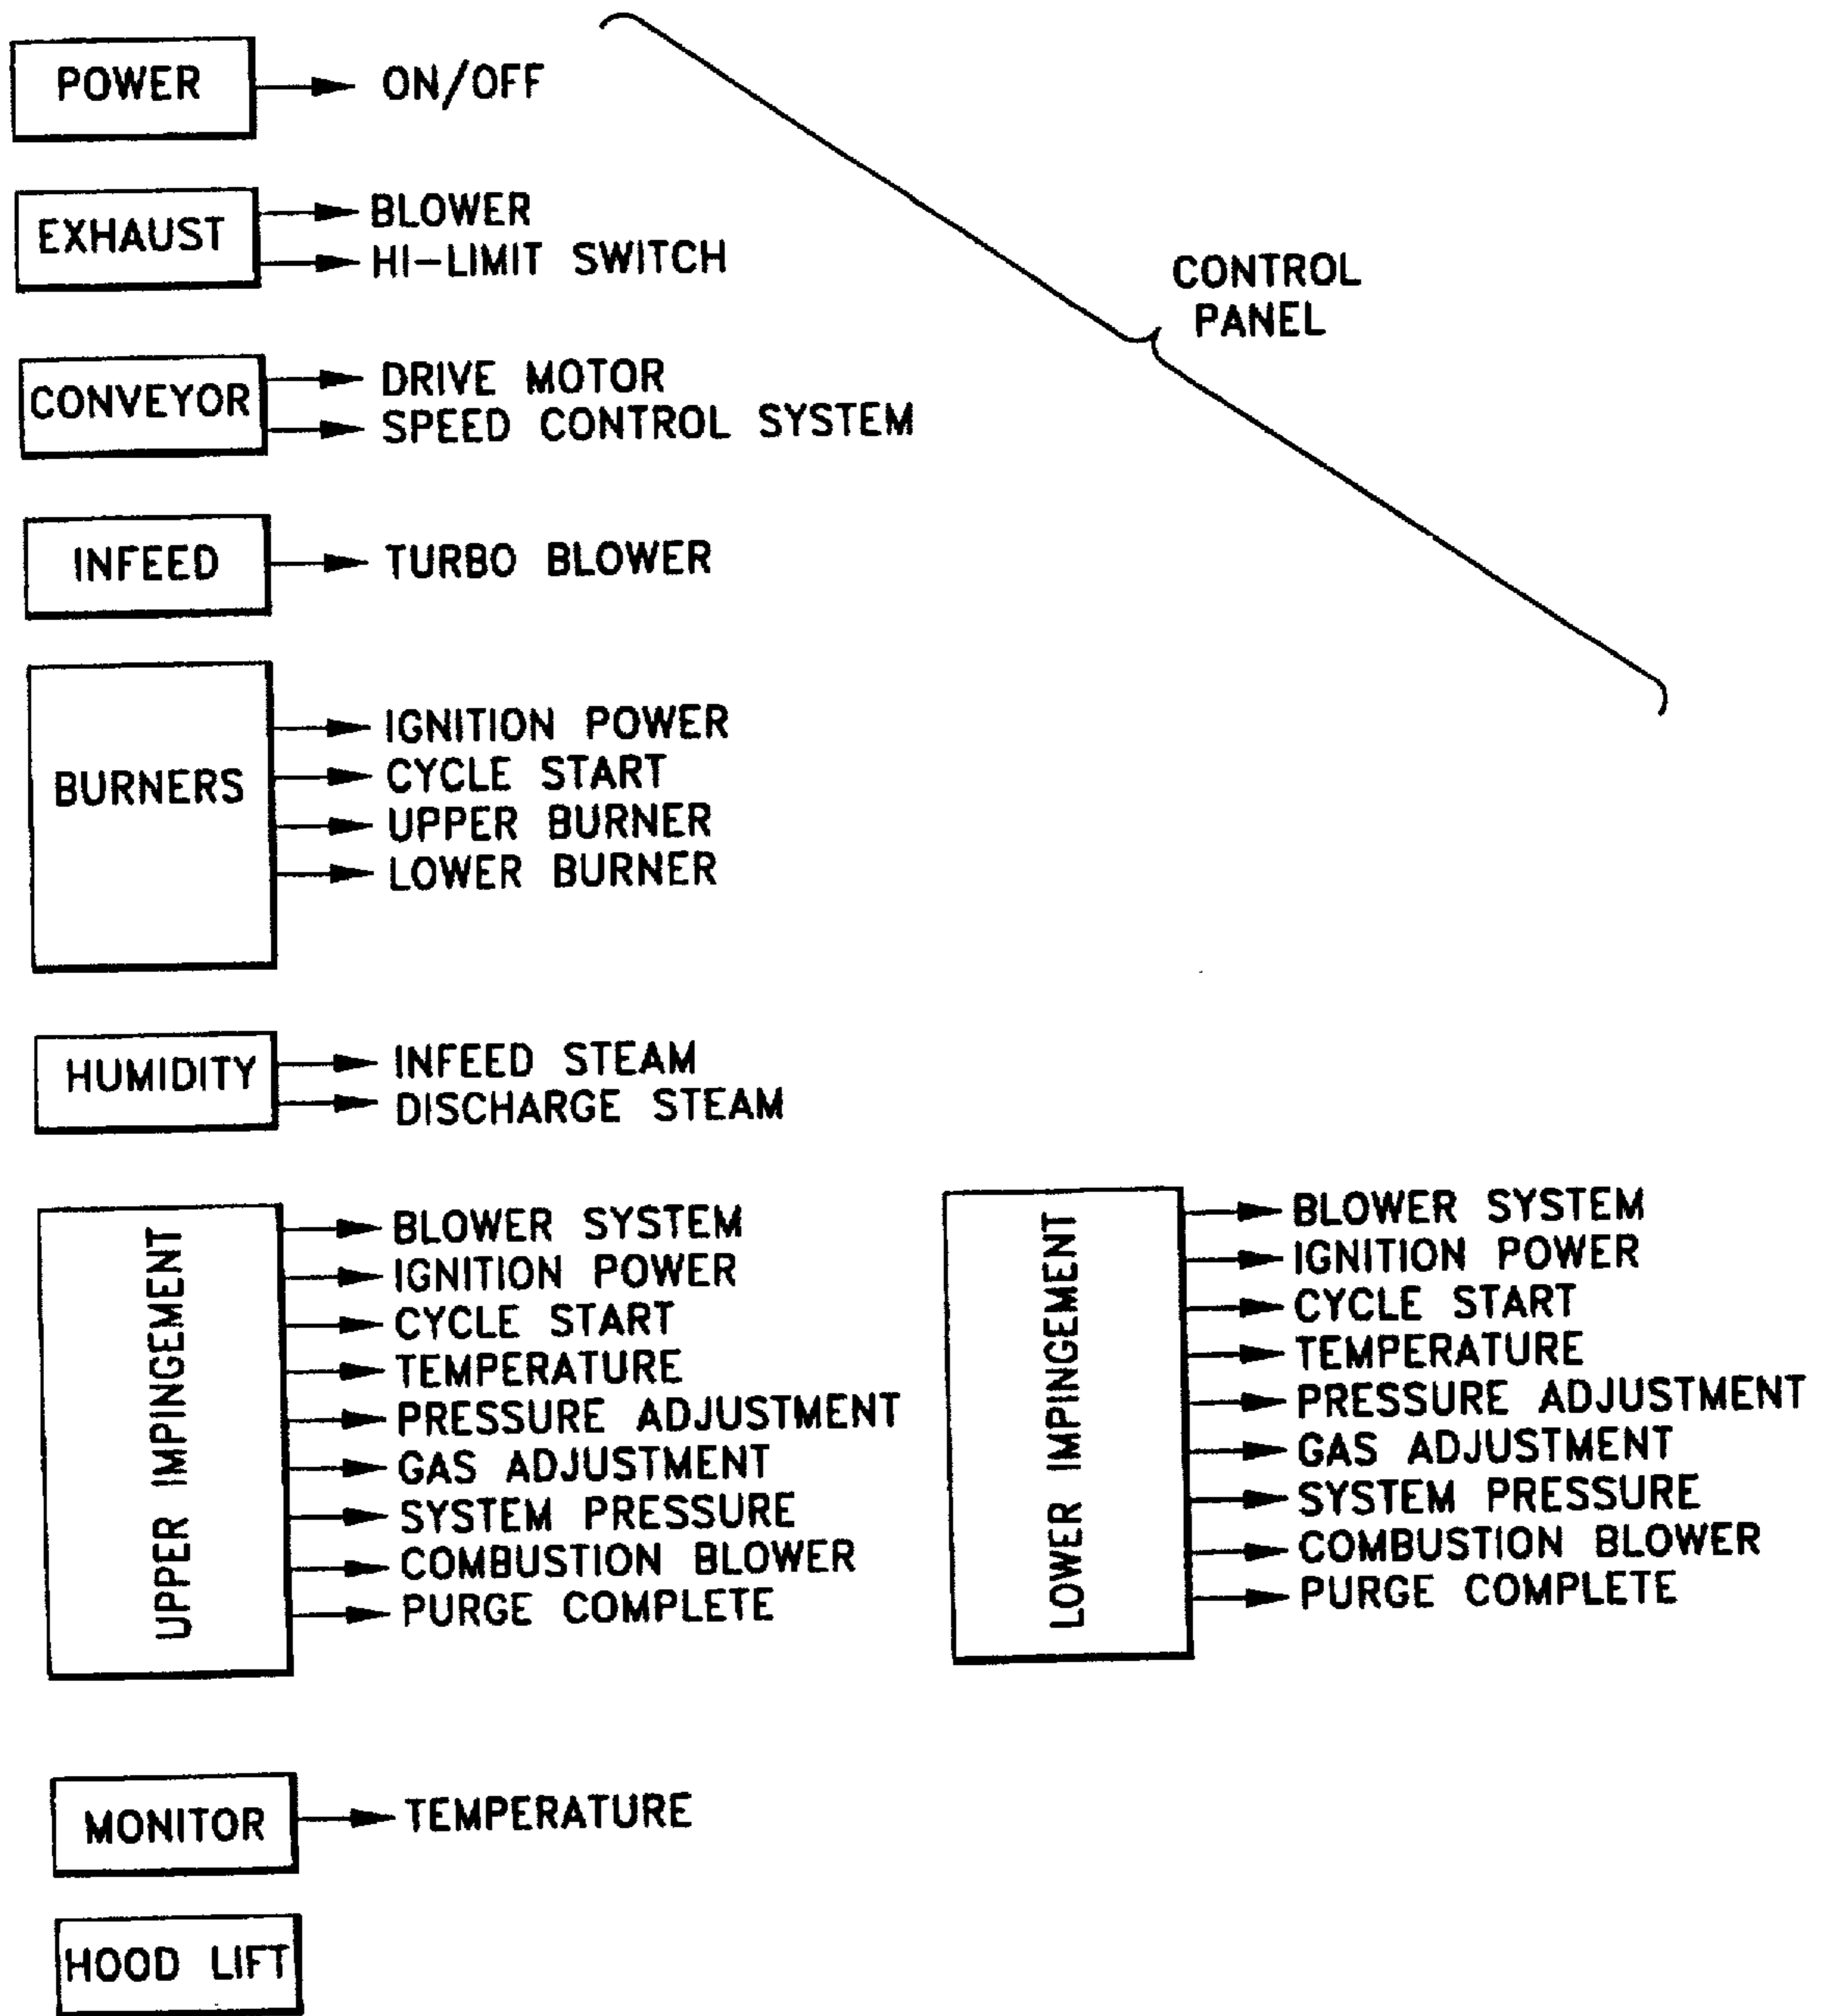 POWER
ON/OFF
EXHAUST
BLOWER
HI-LIMIT SWITCH
CONTROL
PANEL
CONVEYOR
DRIVE MOTOR
SPEED CONTROL SYSTEM
INFEED
TURBO BLOWER
BURNERS
IGNITION POWER
CYCLE START
UPPER BURNER
LOWER BURNER
HUMIDITY
INFEED STEAM
DISCHARGE STEAM
UPPER IMPINGEMENT
BLOWER SYSTEM
IGNITION POWER
CYCLE START
TEMPERATURE
PRESSURE ADJUSTMENT
GAS ADJUSTMENT
SYSTEM PRESSURE
COMBUSTION BLOWER
PURGE COMPLETE
LOWER IMPINGEMENT
BLOWER SYSTEM
IGNITION POWER
CYCLE START
TEMPERATURE
PRESSURE ADJUSTMENT
GAS ADJUSTMENT
SYSTEM PRESSURE
COMBUSTION BLOWER
PURGE COMPLETE
MONITOR
TEMPERATURE
HOOD LIFT